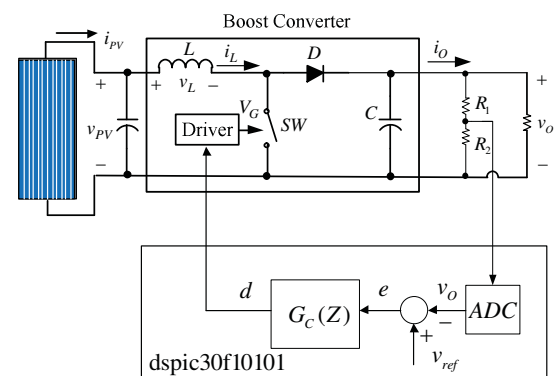 Boost Converter
i_PV
L
i_L
D
i_O
+
+ v_L −
+
V_G
SW
C
R_1
v_PV
Driver
R_2
v_O
−
−
d
e
v_O
G_C(Z)
ADC
+ −
v_ref
dspic30f10101